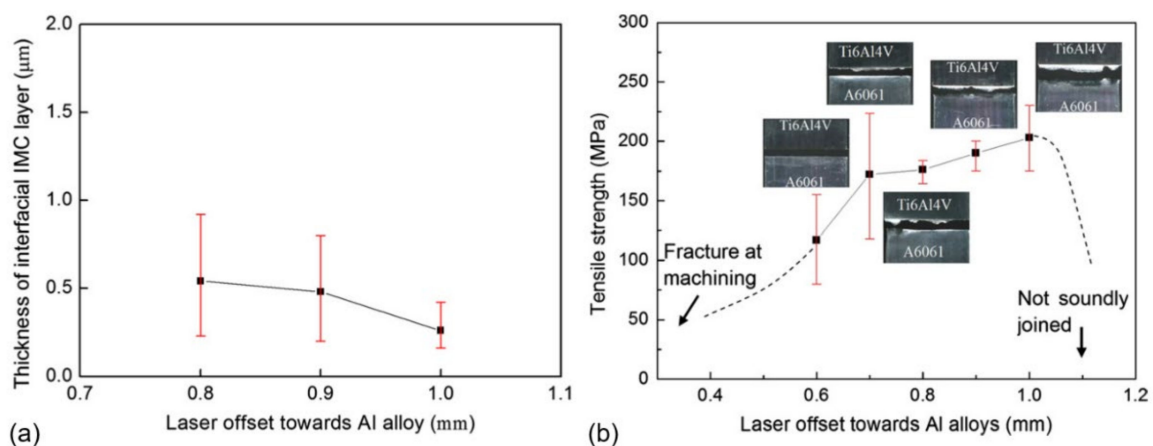 2.0
1.5
1.0
0.5
0.0
Thickness of interfacial IMC layer (μm)
0.7 0.8 0.9 1.0 1.1
Laser offset towards Al alloy (mm)
(a)
300
250
200
150
100
50
0
Tensile strength (MPa)
Ti6Al4V
A6061
Ti6Al4V
A6061
Ti6Al4V
A6061
Ti6Al4V
A6061
Ti6Al4V
A6061
Fracture at
machining
Not soundly
joined
0.4 0.6 0.8 1.0 1.2
Laser offset towards Al alloys (mm)
(b)